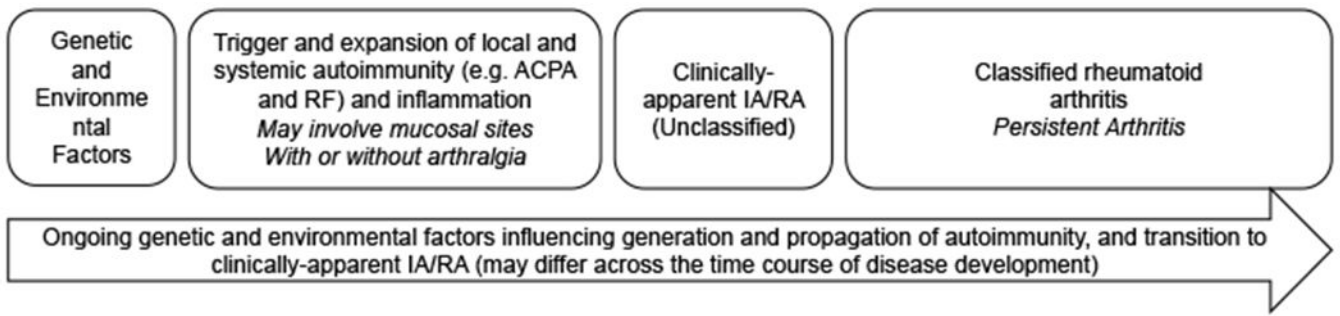 Genetic
and
Environme
ntal
Factors
Trigger and expansion of local and
systemic autoimmunity (e.g. ACPA
and RF) and inflammation
May involve mucosal sites
With or without arthralgia
Clinically-
apparent IA/RA
(Unclassified)
Classified rheumatoid
arthritis
Persistent Arthritis
Ongoing genetic and environmental factors influencing generation and propagation of autoimmunity, and transition to
clinically-apparent IA/RA (may differ across the time course of disease development)